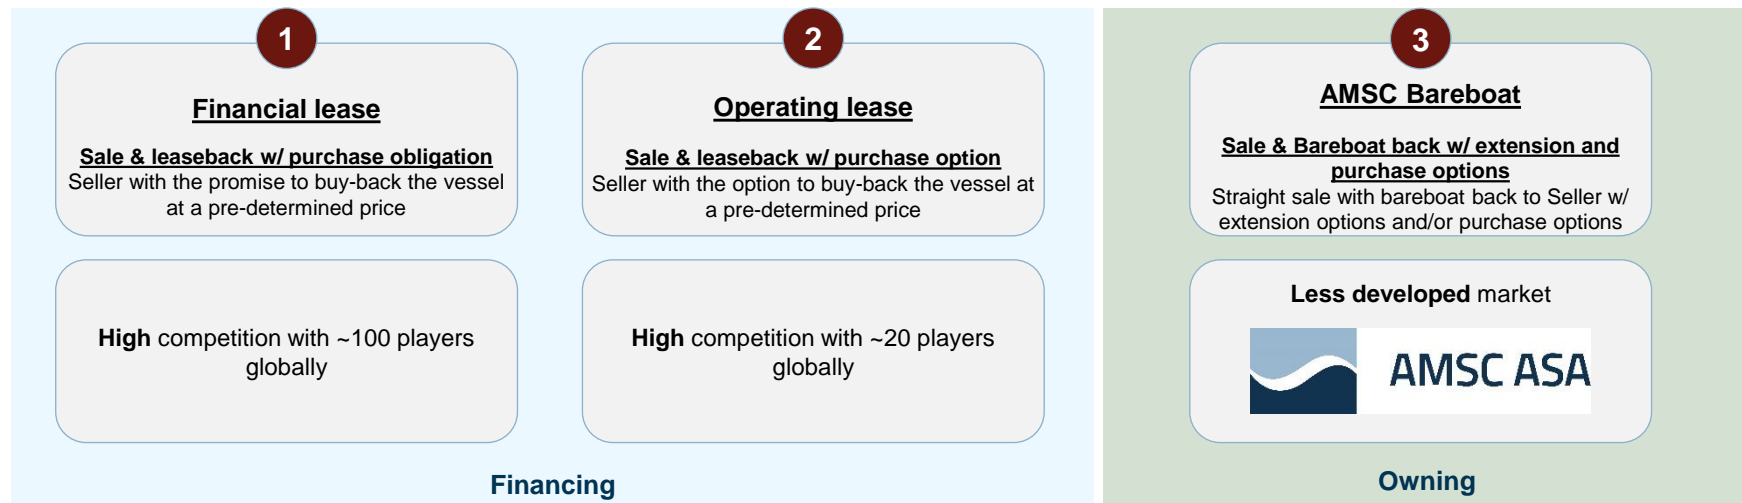 1
Financial lease
Sale & leaseback w/ purchase obligation
Seller with the promise to buy-back the vessel
at a pre-determined price
High competition with ~100 players
globally
2
Operating lease
Sale & leaseback w/ purchase option
Seller with the option to buy-back the vessel at
a pre-determined price
High competition with ~20 players
globally
Financing
3
AMSC Bareboat
Sale & Bareboat back w/ extension and
purchase options
Straight sale with bareboat back to Seller w/
extension options and/or purchase options
Less developed market
AMSC ASA
Owning